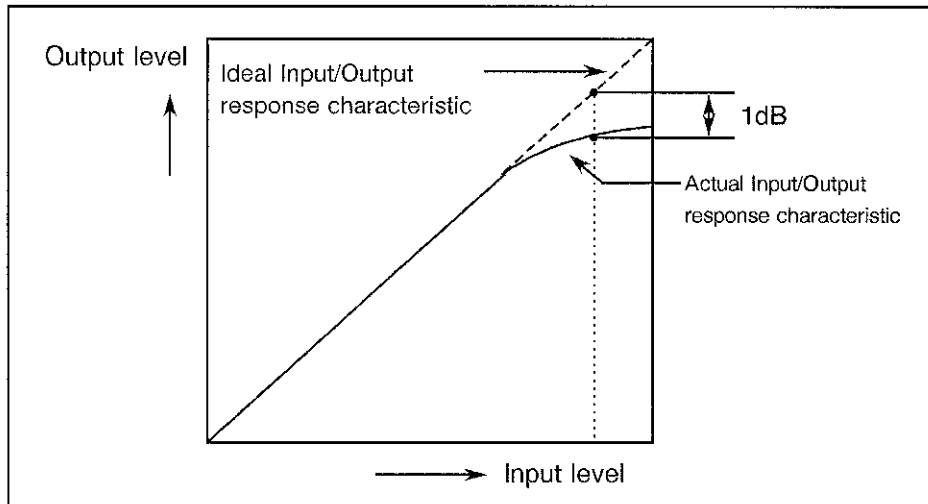 Output level
Ideal Input/Output
response characteristic
1dB
Actual Input/Output
response characteristic
Input level